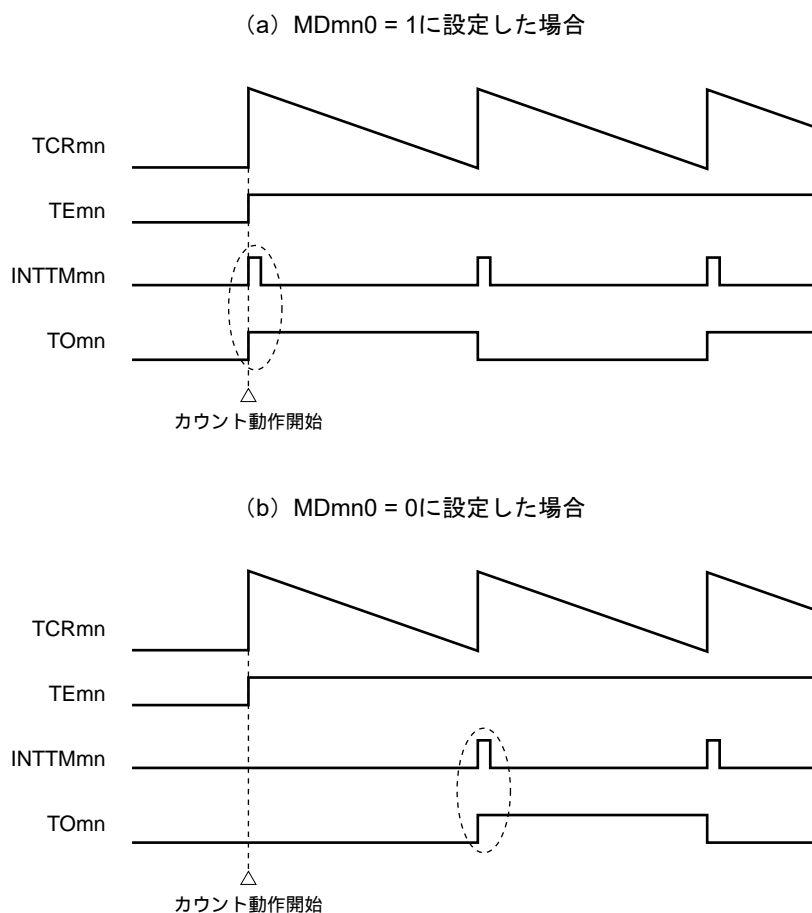 （a）MDmn0 = 1に設定した場合
TCRmn
TEmn
INTTMmn
TOmn
カウント動作開始
（b）MDmn0 = 0に設定した場合
TCRmn
TEmn
INTTMmn
TOmn
カウント動作開始